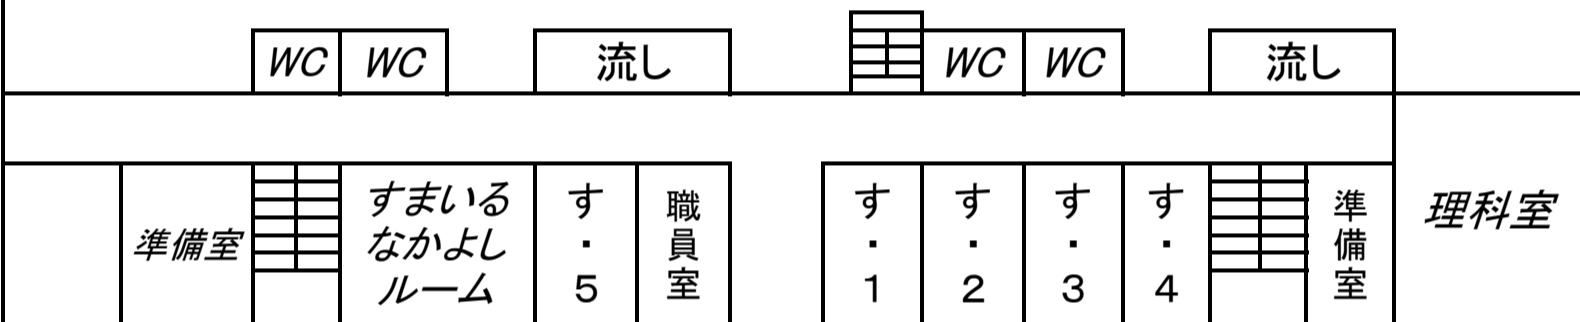 WC
WC
流し
WC
WC
流し
準備室
すまいる
なかよし
ルーム
す・5
職員室
す・1
す・2
す・3
す・4
準備室
理科室